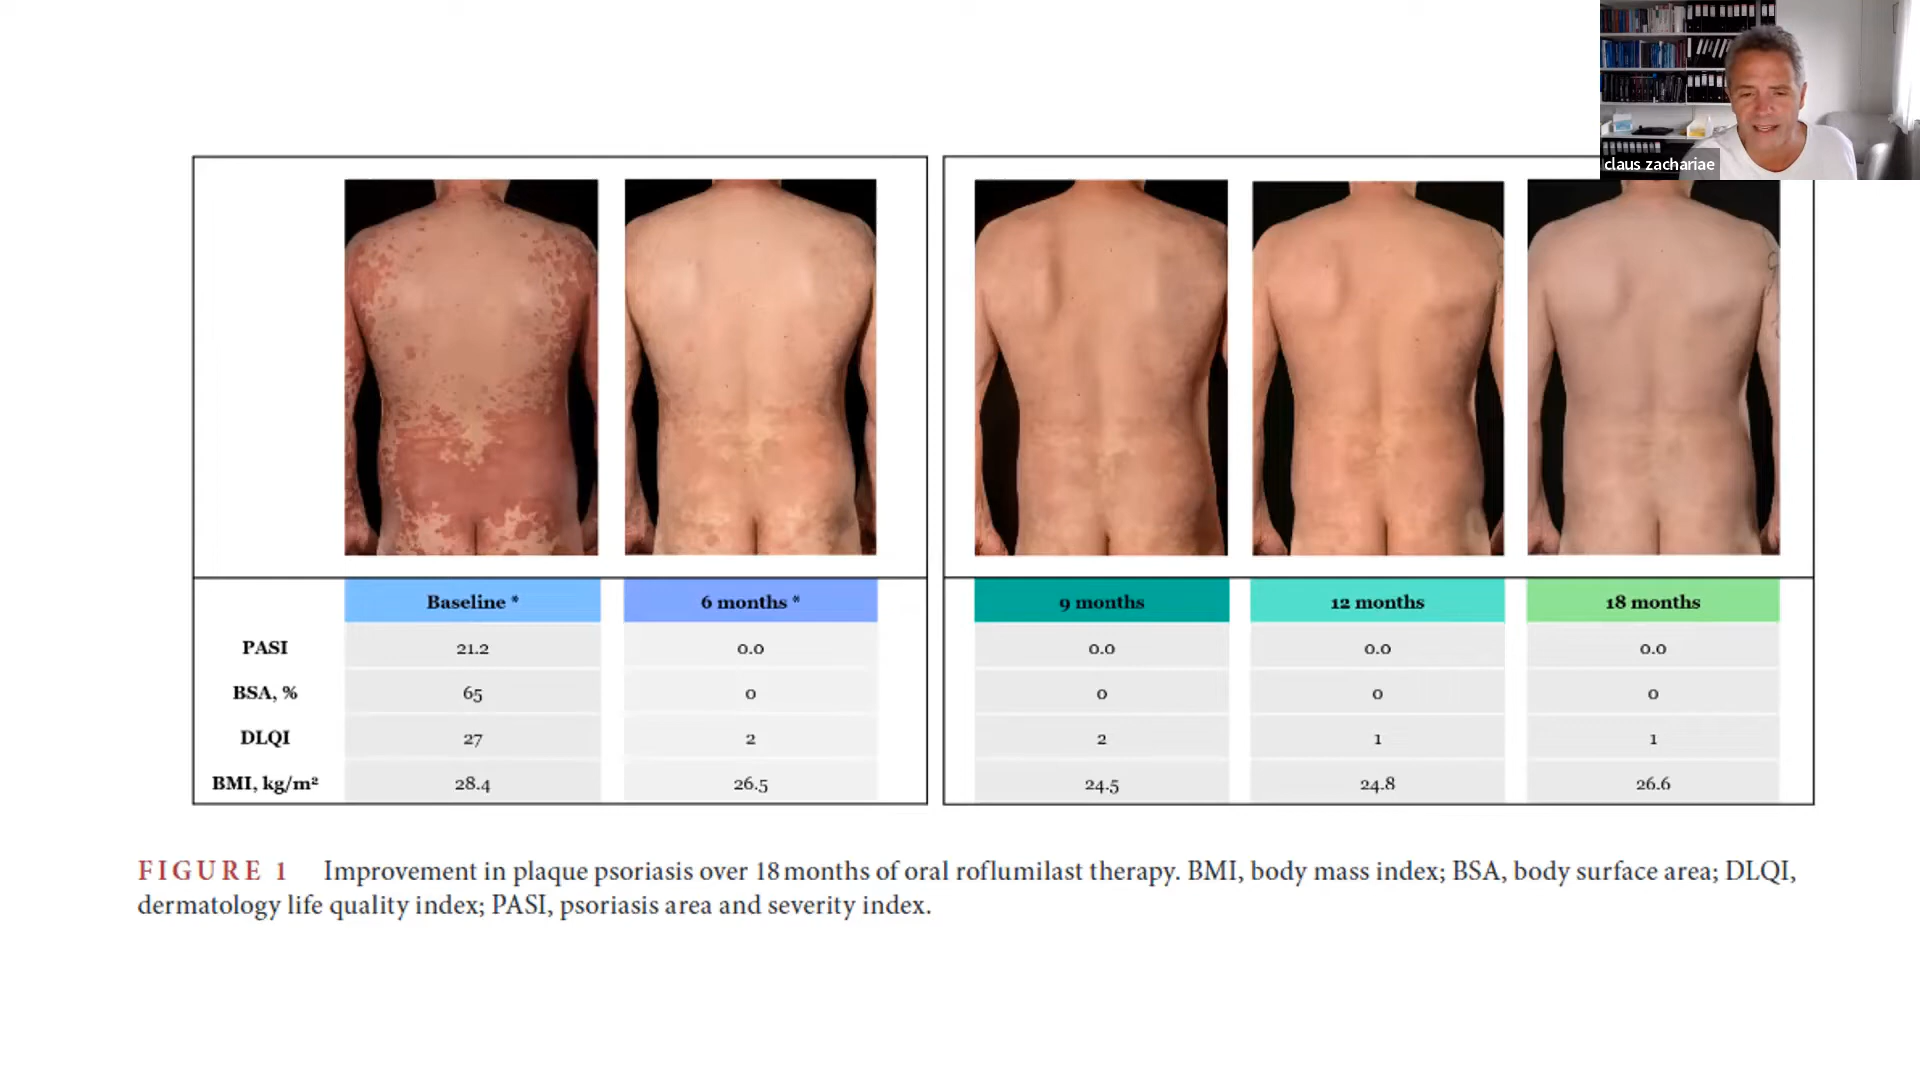 claus zachariae
Baseline * 6 months * 9 months 12 months 18 months
PASI 21.2 0.0 0.0 0.0 0.0
BSA, % 65 0 0 0 0
DLQI 27 2 2 1 1
BMI, kg/m² 28.4 26.5 24.5 24.8 26.6
FIGURE 1 Improvement in plaque psoriasis over 18 months of oral roflumilast therapy. BMI, body mass index; BSA, body surface area; DLQI,
dermatology life quality index; PASI, psoriasis area and severity index.